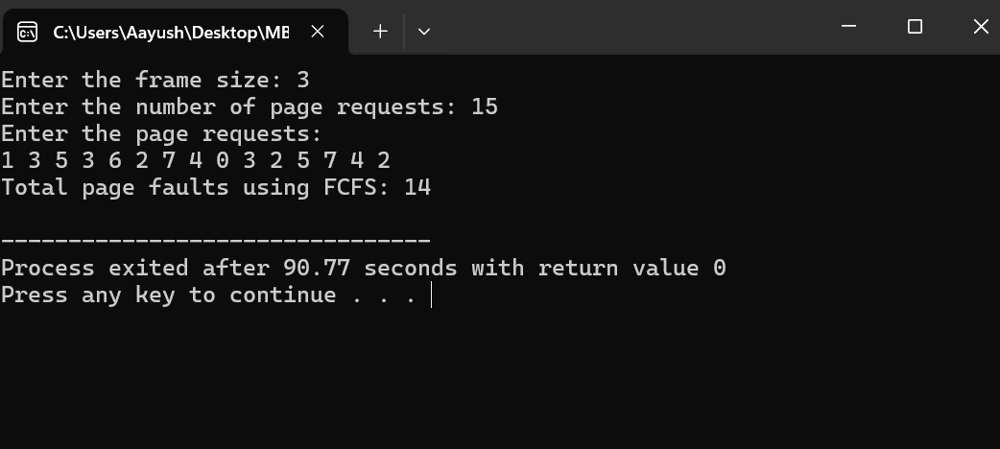 C:\Users\Aayush\Desktop\ME
Enter the frame size: 3
Enter the number of page requests: 15
Enter the page requests:
1 3 5 3 6 2 7 4 0 3 2 5 7 4 2
Total page faults using FCFS: 14
--------------------------------
Process exited after 90.77 seconds with return value 0
Press any key to continue . . .